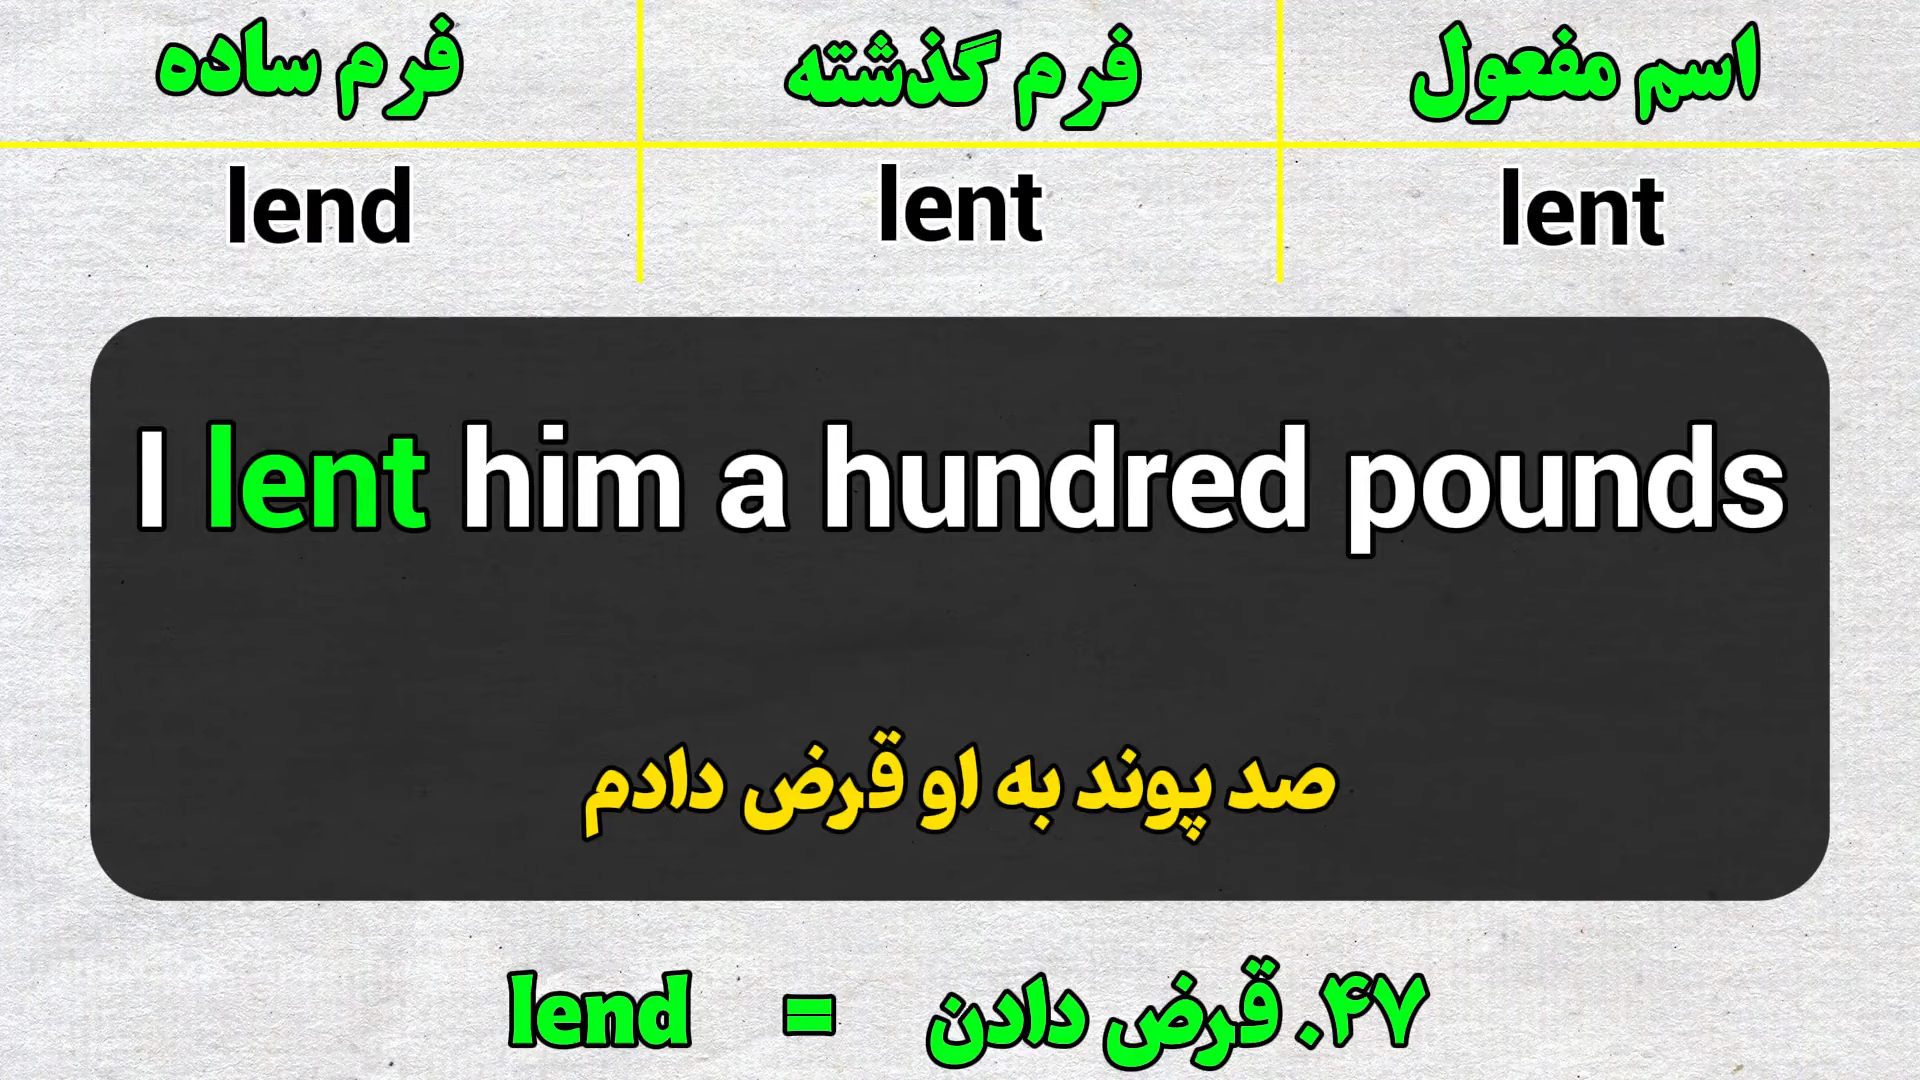 فرم ساده
فرم گذشته
اسم مفعول
lend
lent
lent
I lent him a hundred pounds
صد پوند به او قرض دادم
۴۷. قرض دادن = lend